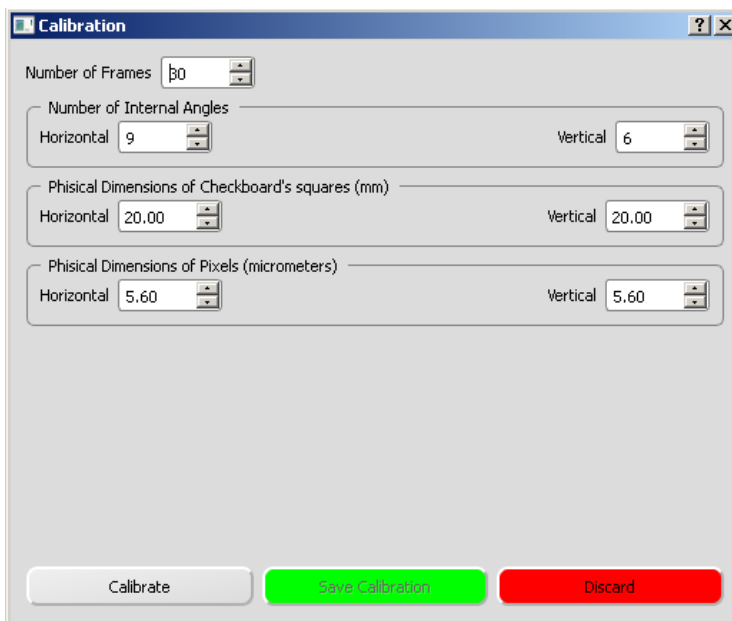 Calibration
Number of Frames 30
Number of Internal Angles
Horizontal 9 Vertical 6
Phisical Dimensions of Checkboard's squares (mm)
Horizontal 20.00 Vertical 20.00
Phisical Dimensions of Pixels (micrometers)
Horizontal 5.60 Vertical 5.60
Calibrate Save Calibration Discard